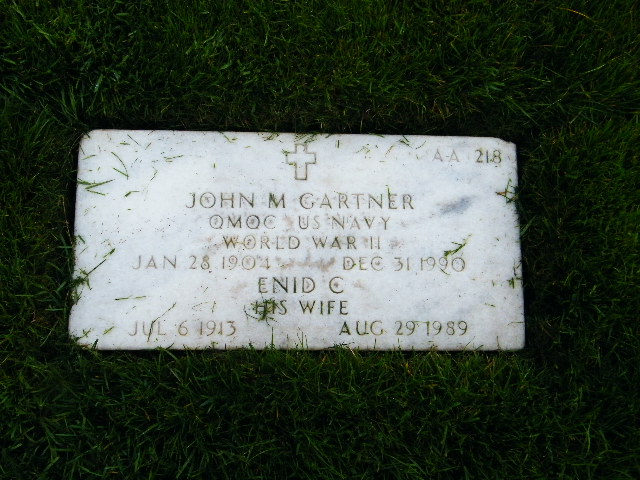 AA 218
JOHN M GARTNER
QMOC US NAVY
WORLD WAR II
JAN 28 1904 DEC 31 1990
ENID C
HIS WIFE
JUL 6 1913 AUG 29 1989